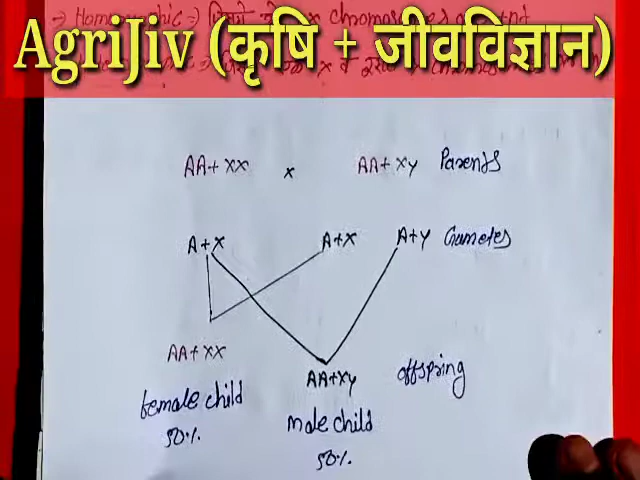 AgriJiv (कृषि + जीवविज्ञान)
AA+ XX x AA+ XY Parents
A+X A+X A+Y Gametes
AA+ XX
AA+XY offspring
female child
male child
50%
50%